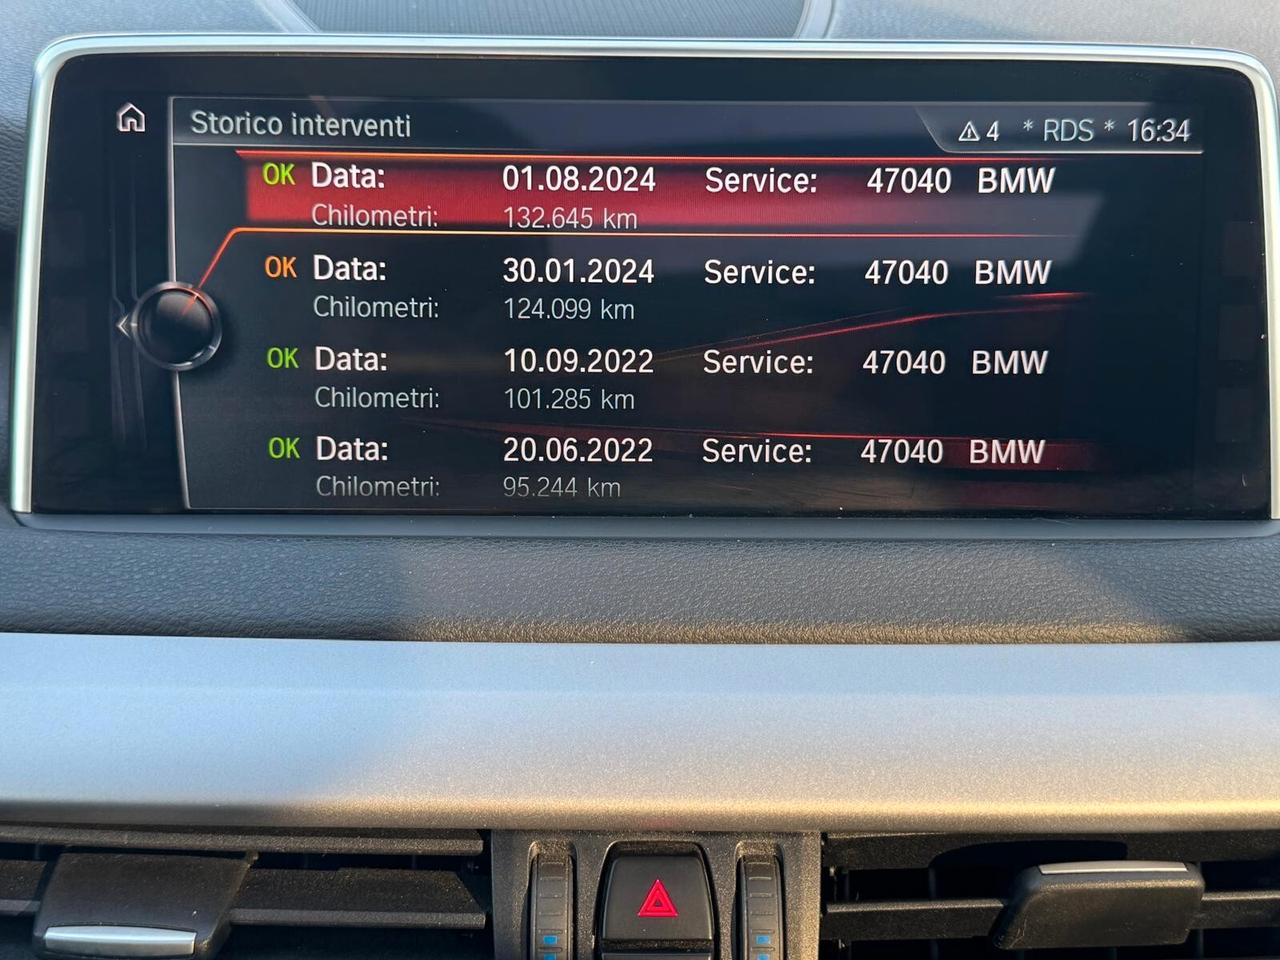 Storico interventi
4 * RDS * 16:34
OK Data: 01.08.2024 Service: 47040 BMW
Chilometri: 132.645 km
OK Data: 30.01.2024 Service: 47040 BMW
Chilometri: 124.099 km
OK Data: 10.09.2022 Service: 47040 BMW
Chilometri: 101.285 km
OK Data: 20.06.2022 Service: 47040 BMW
Chilometri: 95.244 km